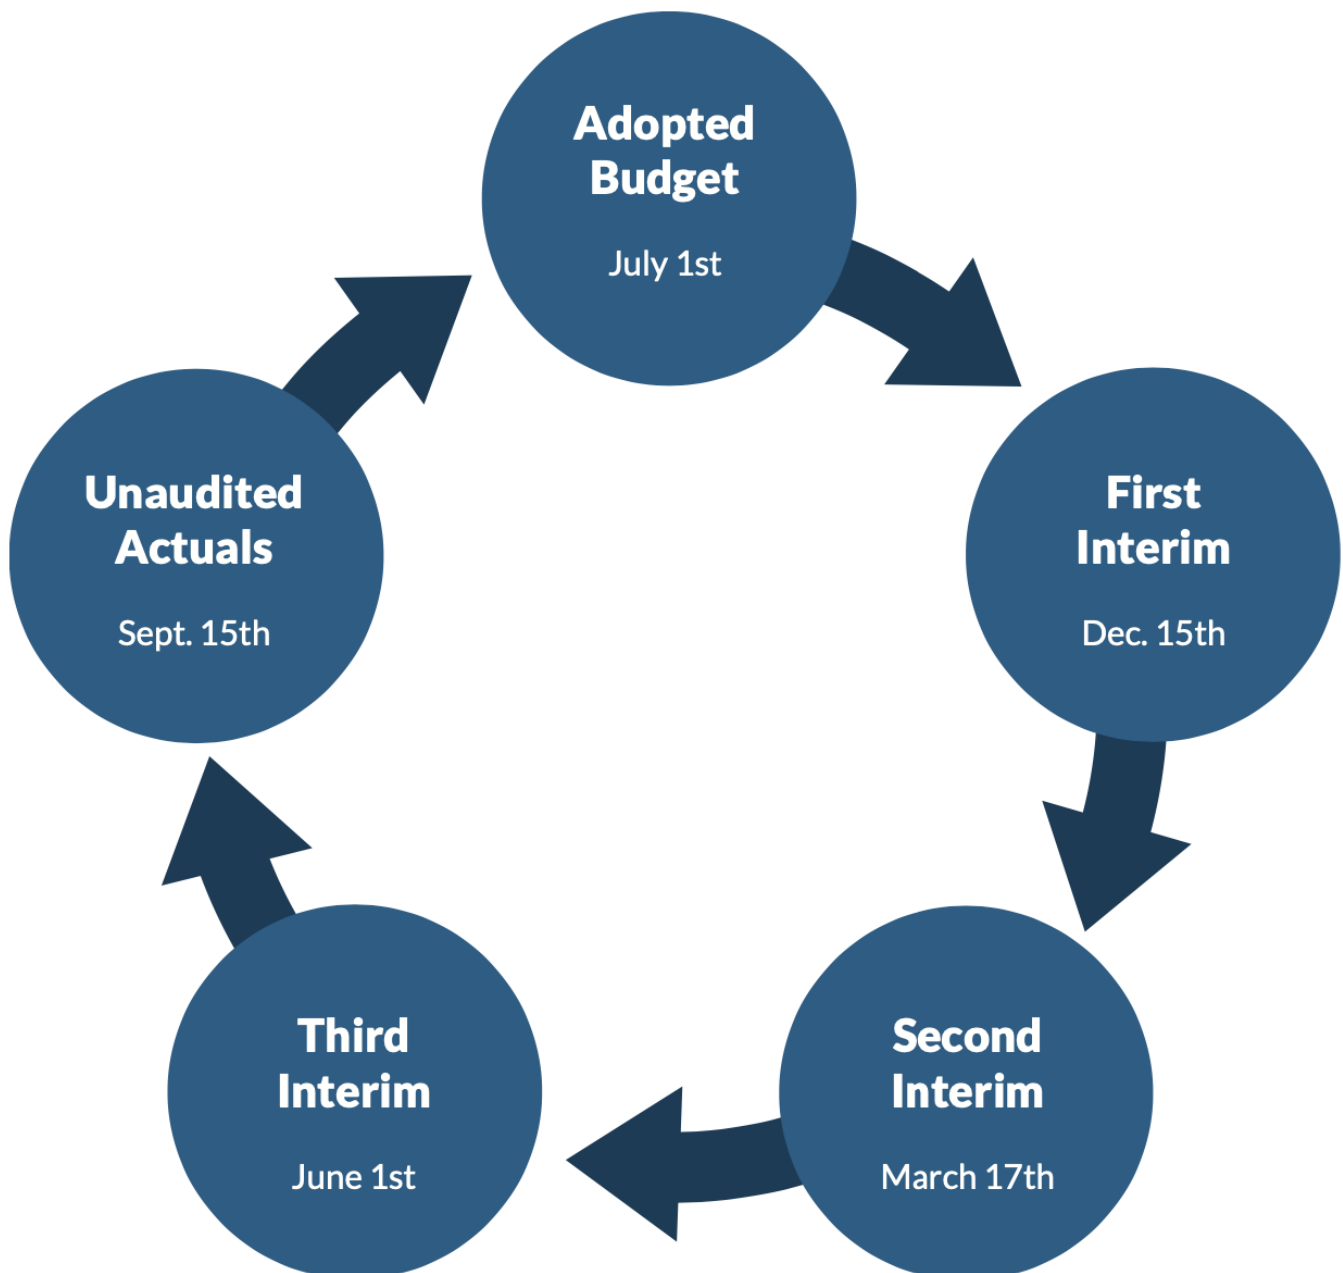 Adopted
Budget
July 1st
First
Interim
Dec. 15th
Second
Interim
March 17th
Third
Interim
June 1st
Unaudited
Actuals
Sept. 15th